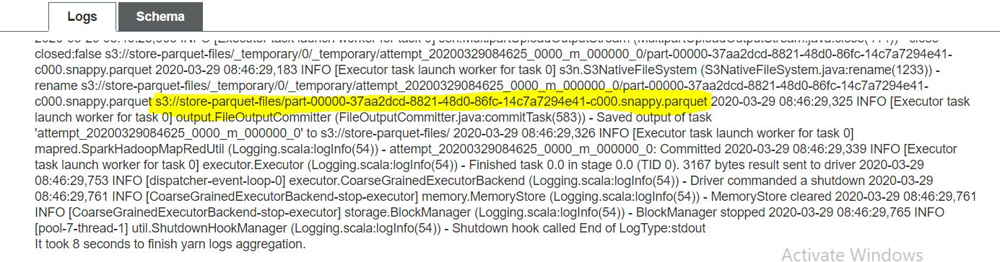 Logs
Schema
closed:false s3://store-parquet-files/_temporary/0/_temporary/attempt_20200329084625_0000_m_000000_0/part-00000-37aa2dcd-8821-48d0-86fc-14c7a7294e41-
c000.snappy.parquet 2020-03-29 08:46:29,183 INFO [Executor task launch worker for task 0] s3n.S3NativeFileSystem (S3NativeFileSystem.java:rename(1233)) -
rename s3://store-parquet-files/_temporary/0/_temporary/attempt_20200329084625_0000_m_000000_0/part-00000-37aa2dcd-8821-48d0-86fc-14c7a7294e41-
c000.snappy.parquet s3://store-parquet-files/part-00000-37aa2dcd-8821-48d0-86fc-14c7a7294e41-c000.snappy.parquet 2020-03-29 08:46:29,325 INFO [Executor task
launch worker for task 0] output.FileOutputCommitter (FileOutputCommitter.java:commitTask(583)) - Saved output of task
'attempt_20200329084625_0000_m_000000_0' to s3://store-parquet-files/ 2020-03-29 08:46:29,326 INFO [Executor task launch worker for task 0]
mapred.SparkHadoopMapRedUtil (Logging.scala:logInfo(54)) - attempt_20200329084625_0000_m_000000_0: Committed 2020-03-29 08:46:29,339 INFO [Executor
task launch worker for task 0] executor.Executor (Logging.scala:logInfo(54)) - Finished task 0.0 in stage 0.0 (TID 0). 3167 bytes result sent to driver 2020-03-29
08:46:29,753 INFO [dispatcher-event-loop-0] executor.CoarseGrainedExecutorBackend (Logging.scala:logInfo(54)) - Driver commanded a shutdown 2020-03-29
08:46:29,761 INFO [CoarseGrainedExecutorBackend-stop-executor] memory.MemoryStore (Logging.scala:logInfo(54)) - MemoryStore cleared 2020-03-29 08:46:29,761
INFO [CoarseGrainedExecutorBackend-stop-executor] storage.BlockManager (Logging.scala:logInfo(54)) - BlockManager stopped 2020-03-29 08:46:29,765 INFO
[pool-7-thread-1] util.ShutdownHookManager (Logging.scala:logInfo(54)) - Shutdown hook called End of LogType:stdout
It took 8 seconds to finish yarn logs aggregation.
Activate Windows